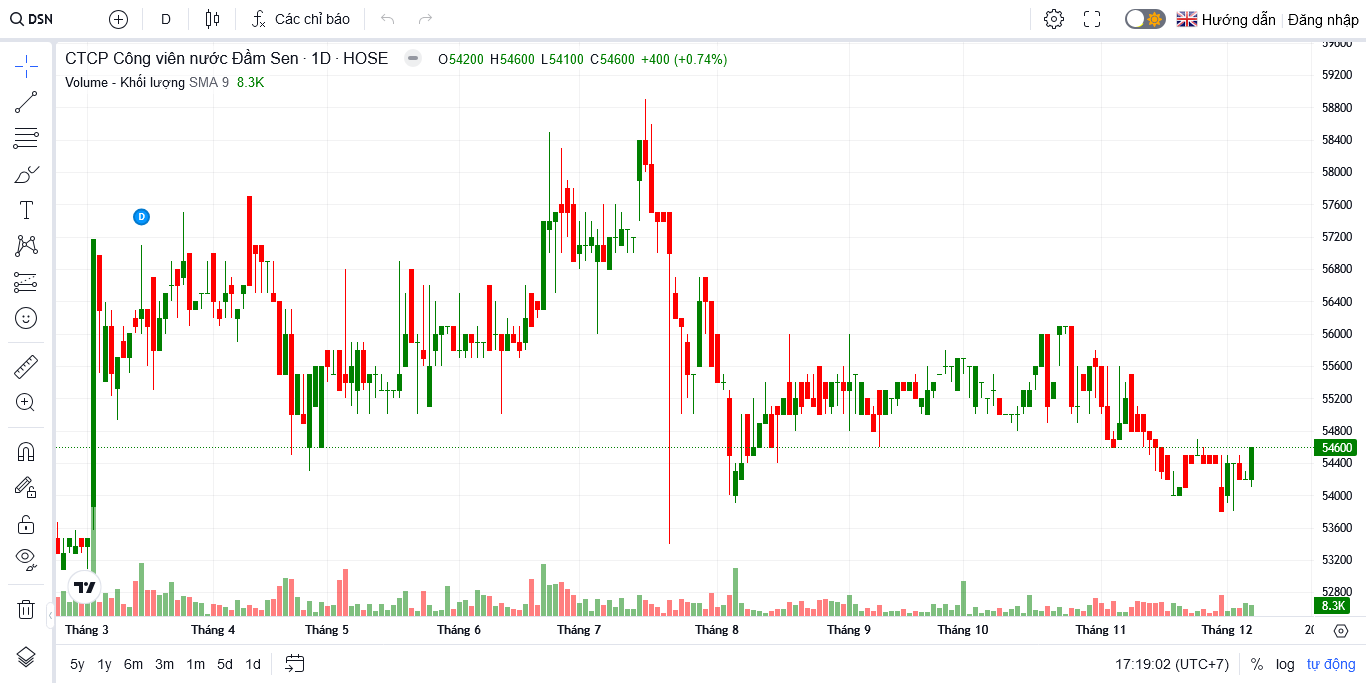 DSN D Các chỉ báo Hướng dẫn Đăng nhập
CTCP Công viên nước Đầm Sen · 1D · HOSE O54200 H54600 L54100 C54600 +400 (+0.74%)
Volume - Khối lượng SMA 9 8.3K
D
59600
59200
58800
58400
58000
57600
57200
56800
56400
56000
55600
55200
54800
54600
54400
54000
53600
53200
52800
8.3K
Tháng 3 Tháng 4 Tháng 5 Tháng 6 Tháng 7 Tháng 8 Tháng 9 Tháng 10 Tháng 11 Tháng 12 20
5y 1y 6m 3m 1m 5d 1d 17:19:02 (UTC+7) % log tự động